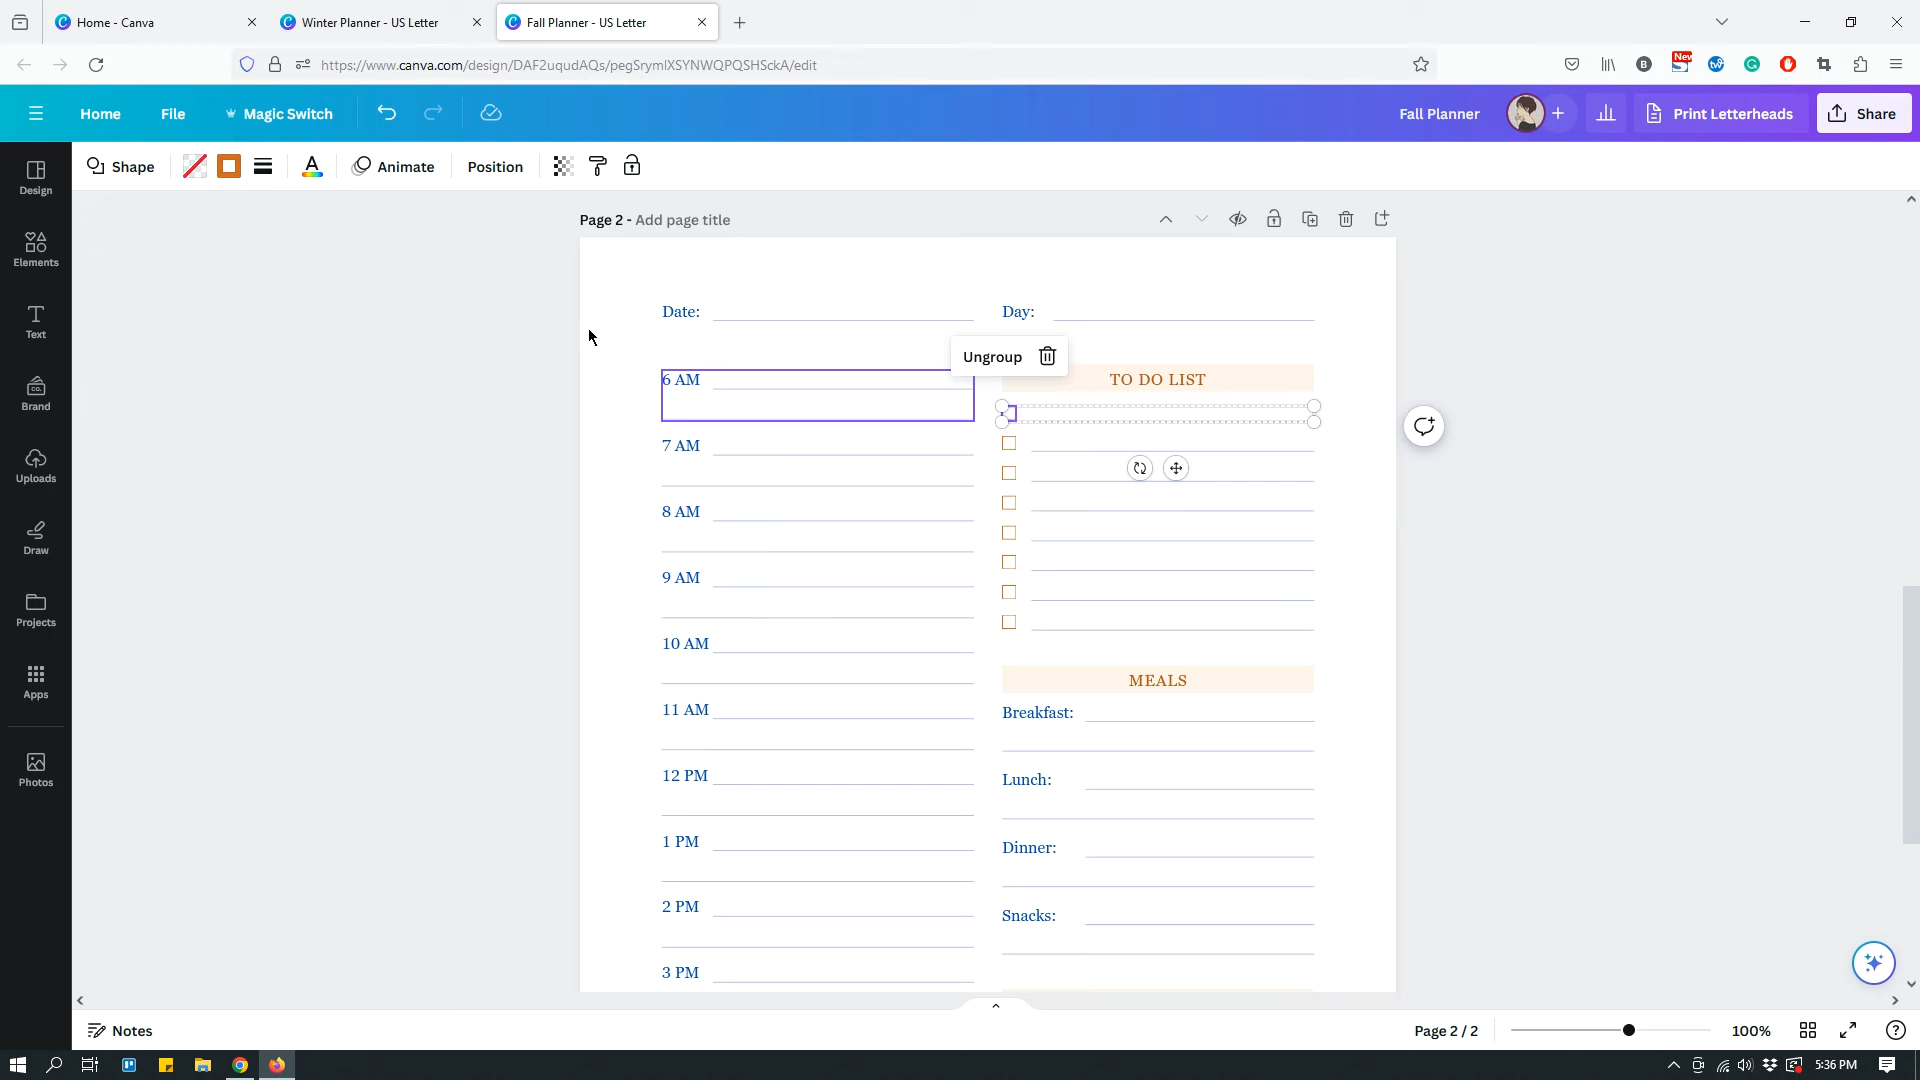 Home - Canva
Winter Planner - US Letter
Fall Planner - US Letter
https://www.canva.com/design/DAF2uqudAQs/pegSrymlXSYNWQPQSHSckA/edit
New
Home
File
Magic Switch
Fall Planner
Print Letterheads
Share
Shape
Animate
Position
Design
Elements
Text
Brand
Uploads
Draw
Projects
Apps
Photos
Page 2 - Add page title
Date:
Day:
Ungroup
6 AM
7 AM
8 AM
9 AM
10 AM
11 AM
12 PM
1 PM
2 PM
3 PM
TO DO LIST
MEALS
Breakfast:
Lunch:
Dinner:
Snacks:
Notes
Page 2 / 2
100%
5:36 PM